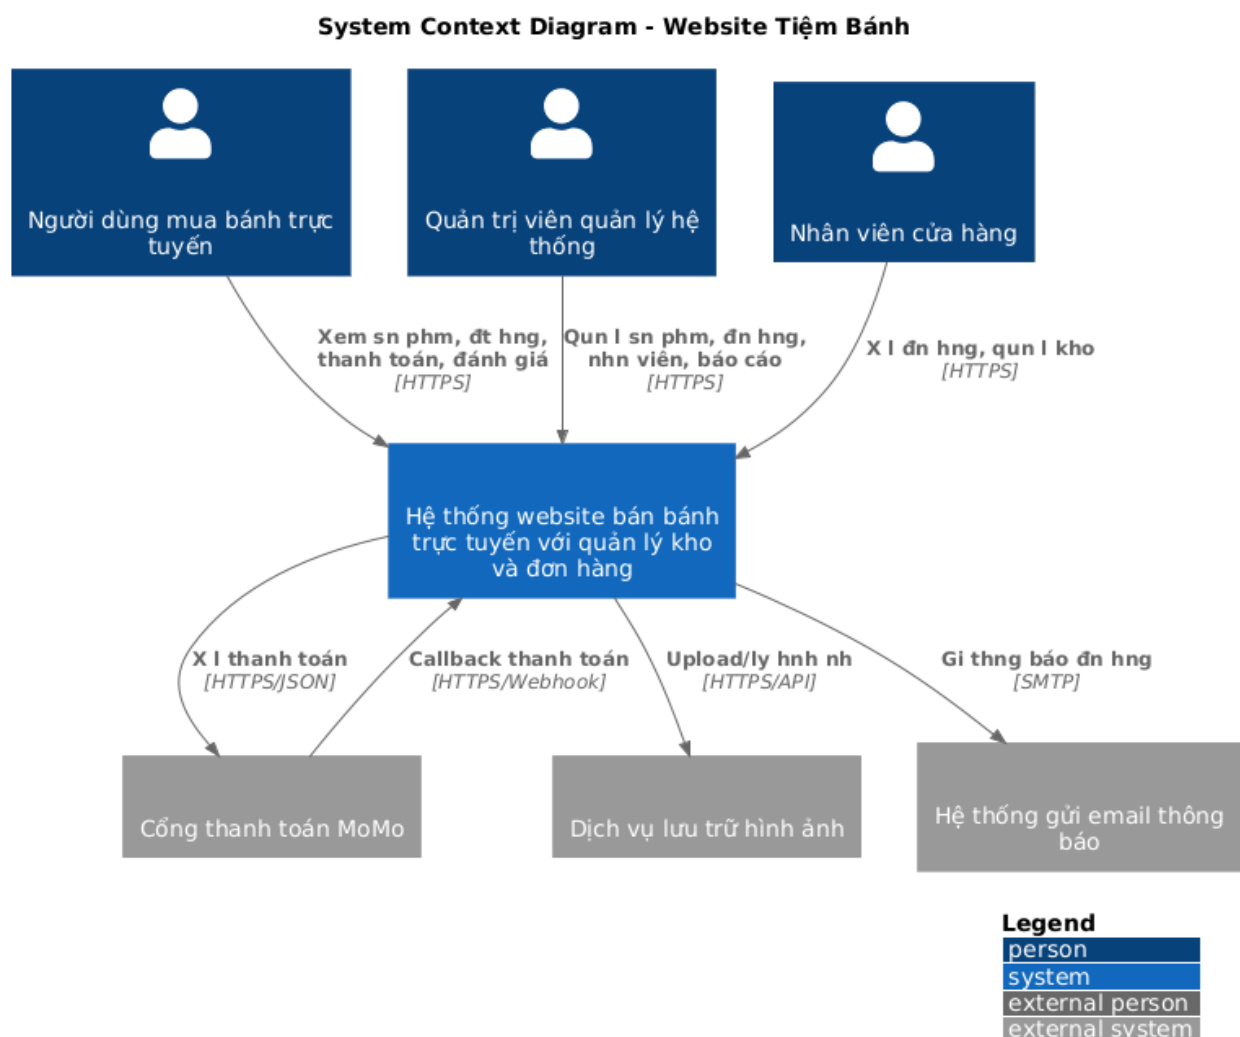 System Context Diagram - Website Tiệm Bánh
Người dùng mua bánh trực
tuyến
Quản trị viên quản lý hệ
thống
Nhân viên cửa hàng
Xem sn phm, đt hng,
thanh toán, đánh giá
[HTTPS]
Qun l sn phm, đn hng,
nhn viên, báo cáo
[HTTPS]
X l đn hng, qun l kho
[HTTPS]
Hệ thống website bán bánh
trực tuyến với quản lý kho
và đơn hàng
X l thanh toán
[HTTPS/JSON]
Callback thanh toán
[HTTPS/Webhook]
Upload/ly hnh nh
[HTTPS/API]
Gi thng báo đn hng
[SMTP]
Cổng thanh toán MoMo
Dịch vụ lưu trữ hình ảnh
Hệ thống gửi email thông
báo
Legend
person
system
external person
external system